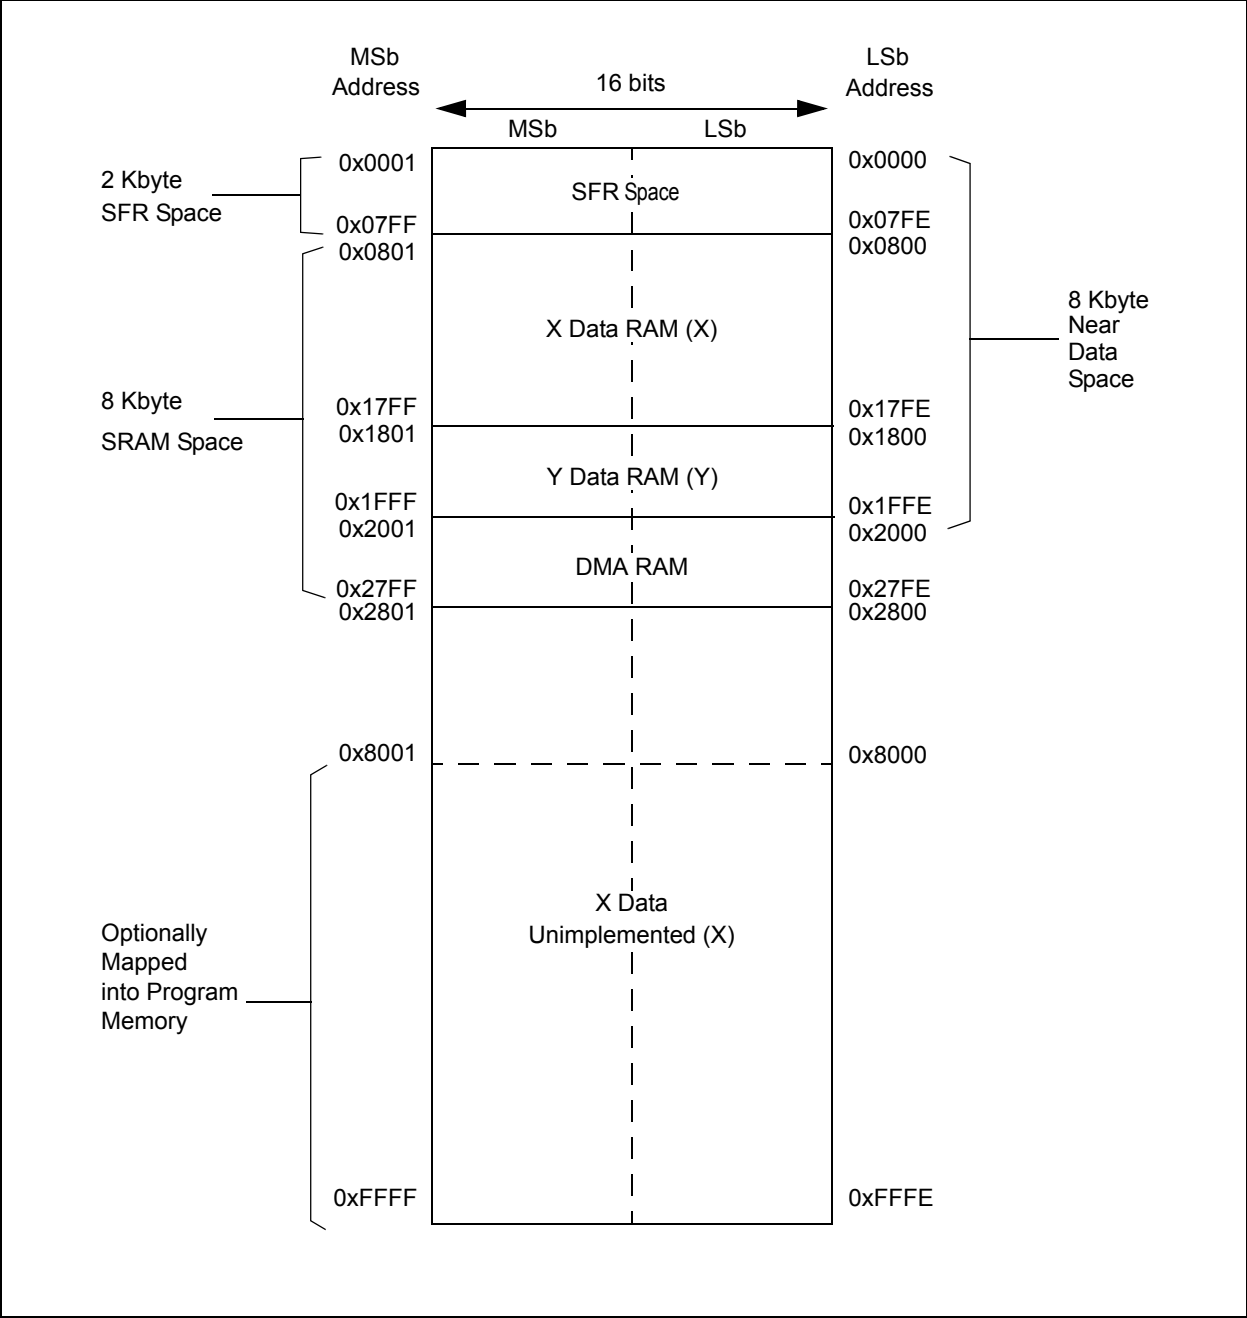 MSb
Address
16 bits
LSb
Address
MSb
LSb
2 Kbyte
SFR Space
0x0001
0x07FF
0x0801
SFR Space
0x0000
0x07FE
0x0800
8 Kbyte
Near
Data
Space
X Data RAM (X)
8 Kbyte
SRAM Space
0x17FF
0x1801
0x17FE
0x1800
Y Data RAM (Y)
0x1FFF
0x2001
0x1FFE
0x2000
DMA RAM
0x27FF
0x2801
0x27FE
0x2800
0x8001
0x8000
X Data
Unimplemented (X)
Optionally
Mapped
into Program
Memory
0xFFFF
0xFFFE